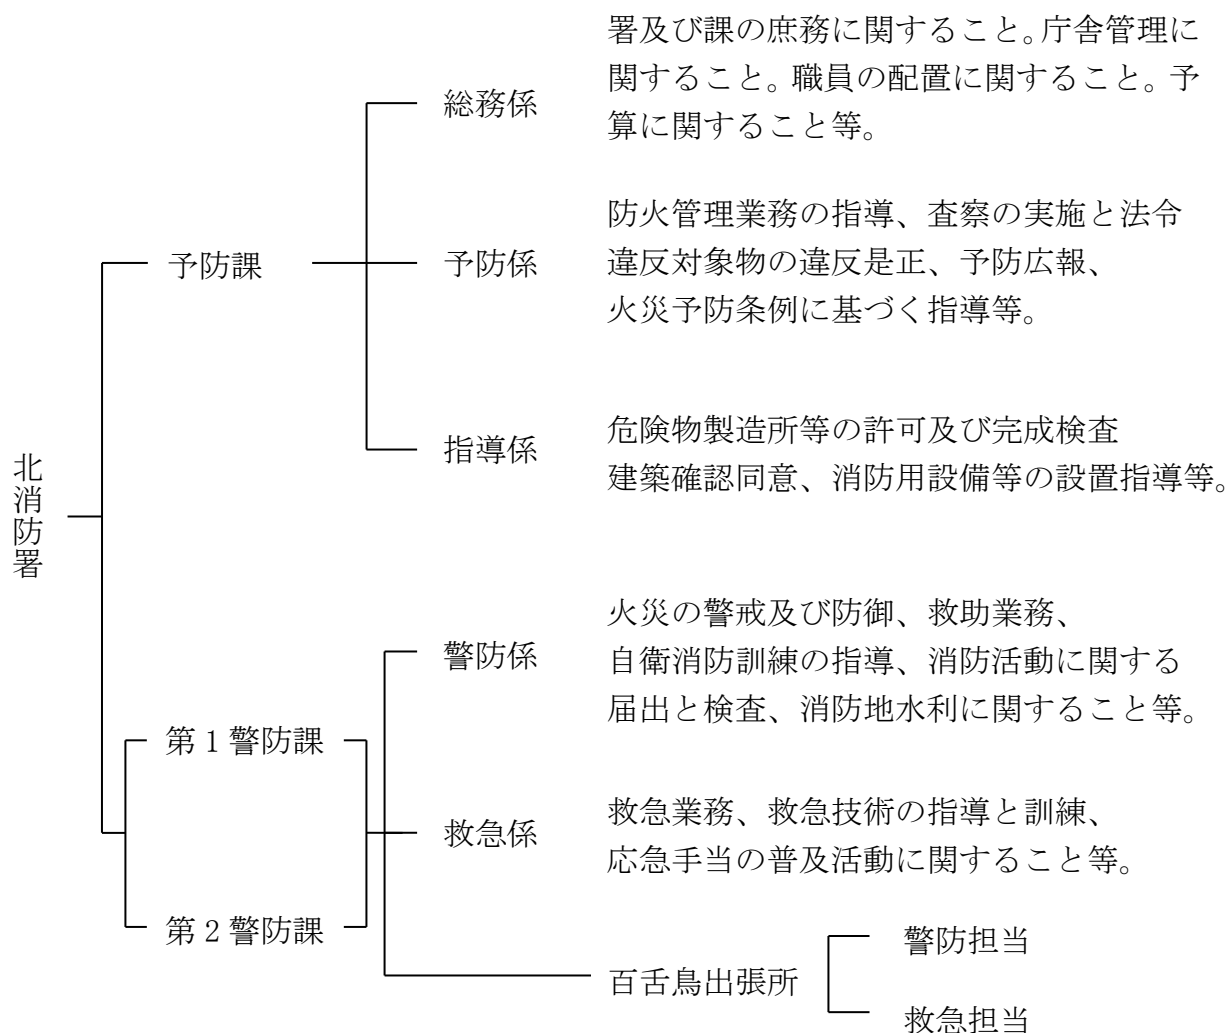 署及び課の庶務に関すること。庁舎管理に
関すること。職員の配置に関すること。予
算に関すること等。
総務係
防火管理業務の指導、査察の実施と法令
違反対象物の違反是正、予防広報、
火災予防条例に基づく指導等。
予防課
予防係
危険物製造所等の許可及び完成検査
建築確認同意、消防用設備等の設置指導等。
指導係
北消防署
火災の警戒及び防御、救助業務、
自衛消防訓練の指導、消防活動に関する
届出と検査、消防地水利に関すること等。
警防係
第1警防課
救急業務、救急技術の指導と訓練、
応急手当の普及活動に関すること等。
救急係
第2警防課
百舌鳥出張所
警防担当
救急担当